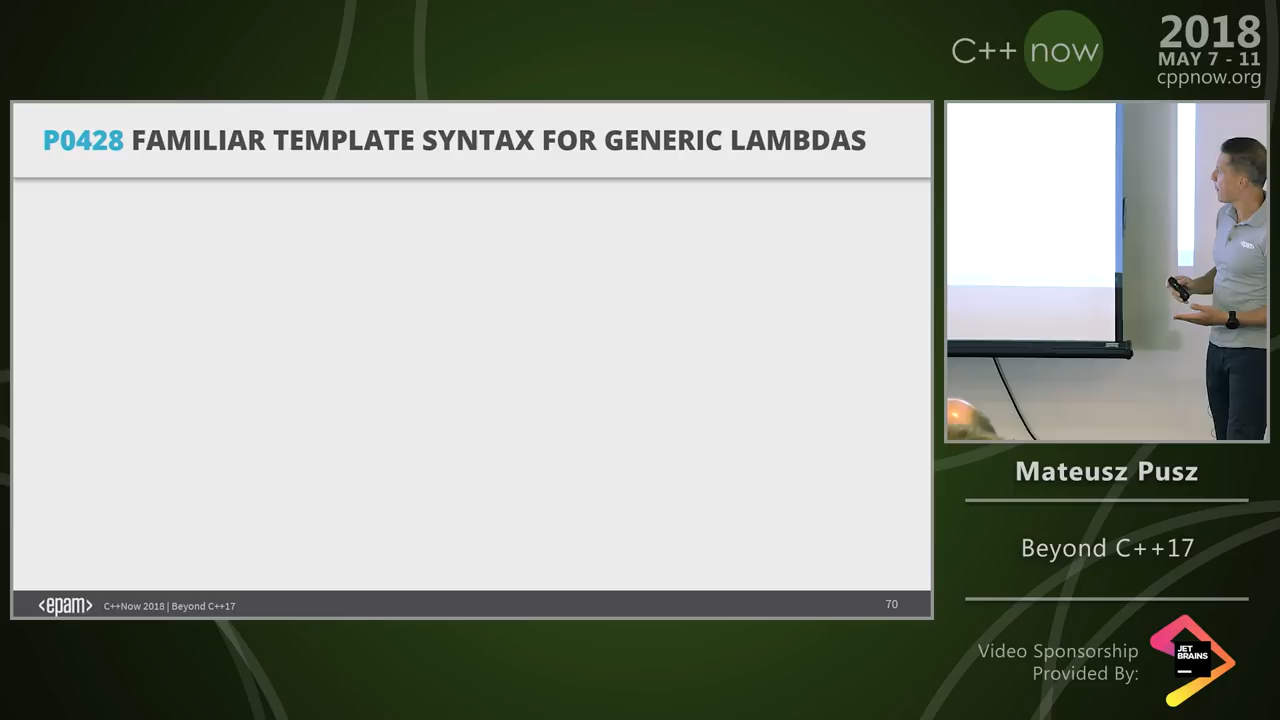 C++ now
2018
MAY 7 - 11
cppnow.org
P0428 FAMILIAR TEMPLATE SYNTAX FOR GENERIC LAMBDAS
<epam>
C++Now 2018 | Beyond C++17
70
Mateusz Pusz
Beyond C++17
Video Sponsorship
Provided By:
JET
BRAINS